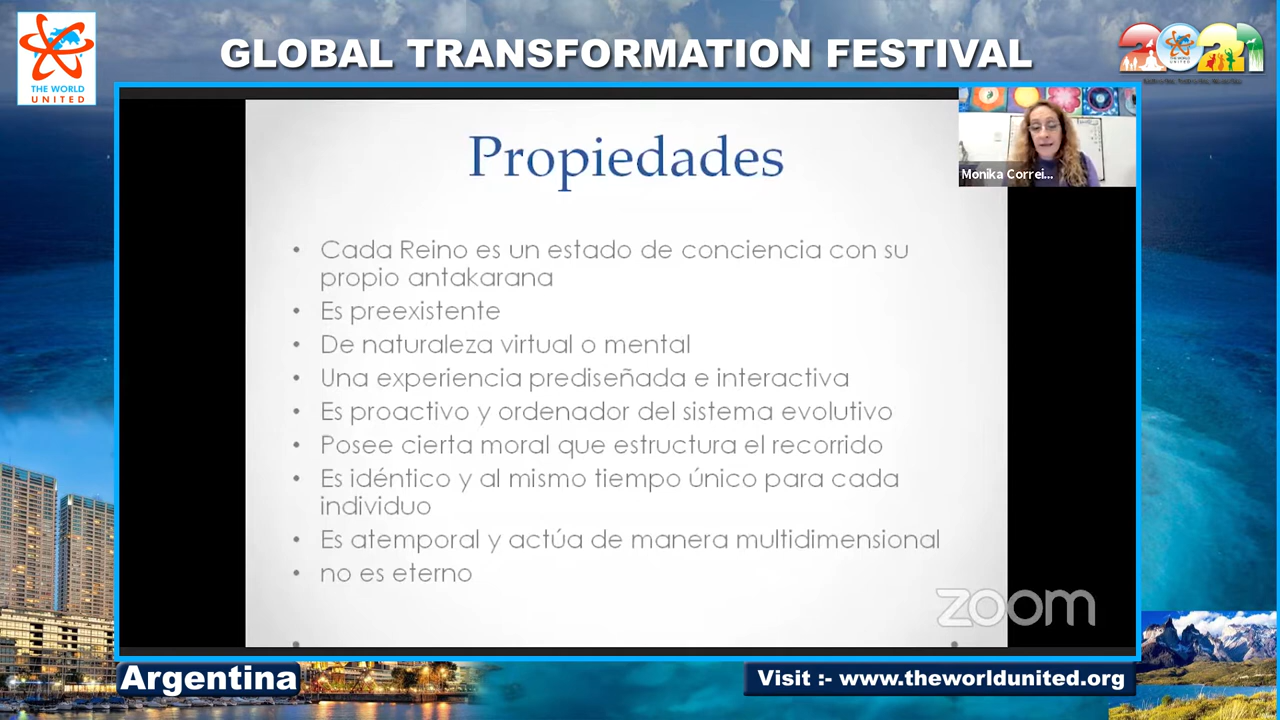 THE WORLD
UNITED
GLOBAL TRANSFORMATION FESTIVAL
2021
Monika Correi...
Propiedades
• Cada Reino es un estado de conciencia con su
propio antakarana
• Es preexistente
• De naturaleza virtual o mental
• Una experiencia prediseñada e interactiva
• Es proactivo y ordenador del sistema evolutivo
• Posee cierta moral que estructura el recorrido
• Es idéntico y al mismo tiempo único para cada
individuo
• Es atemporal y actúa de manera multidimensional
• no es eterno
zoom
Argentina
Visit :- www.theworldunited.org